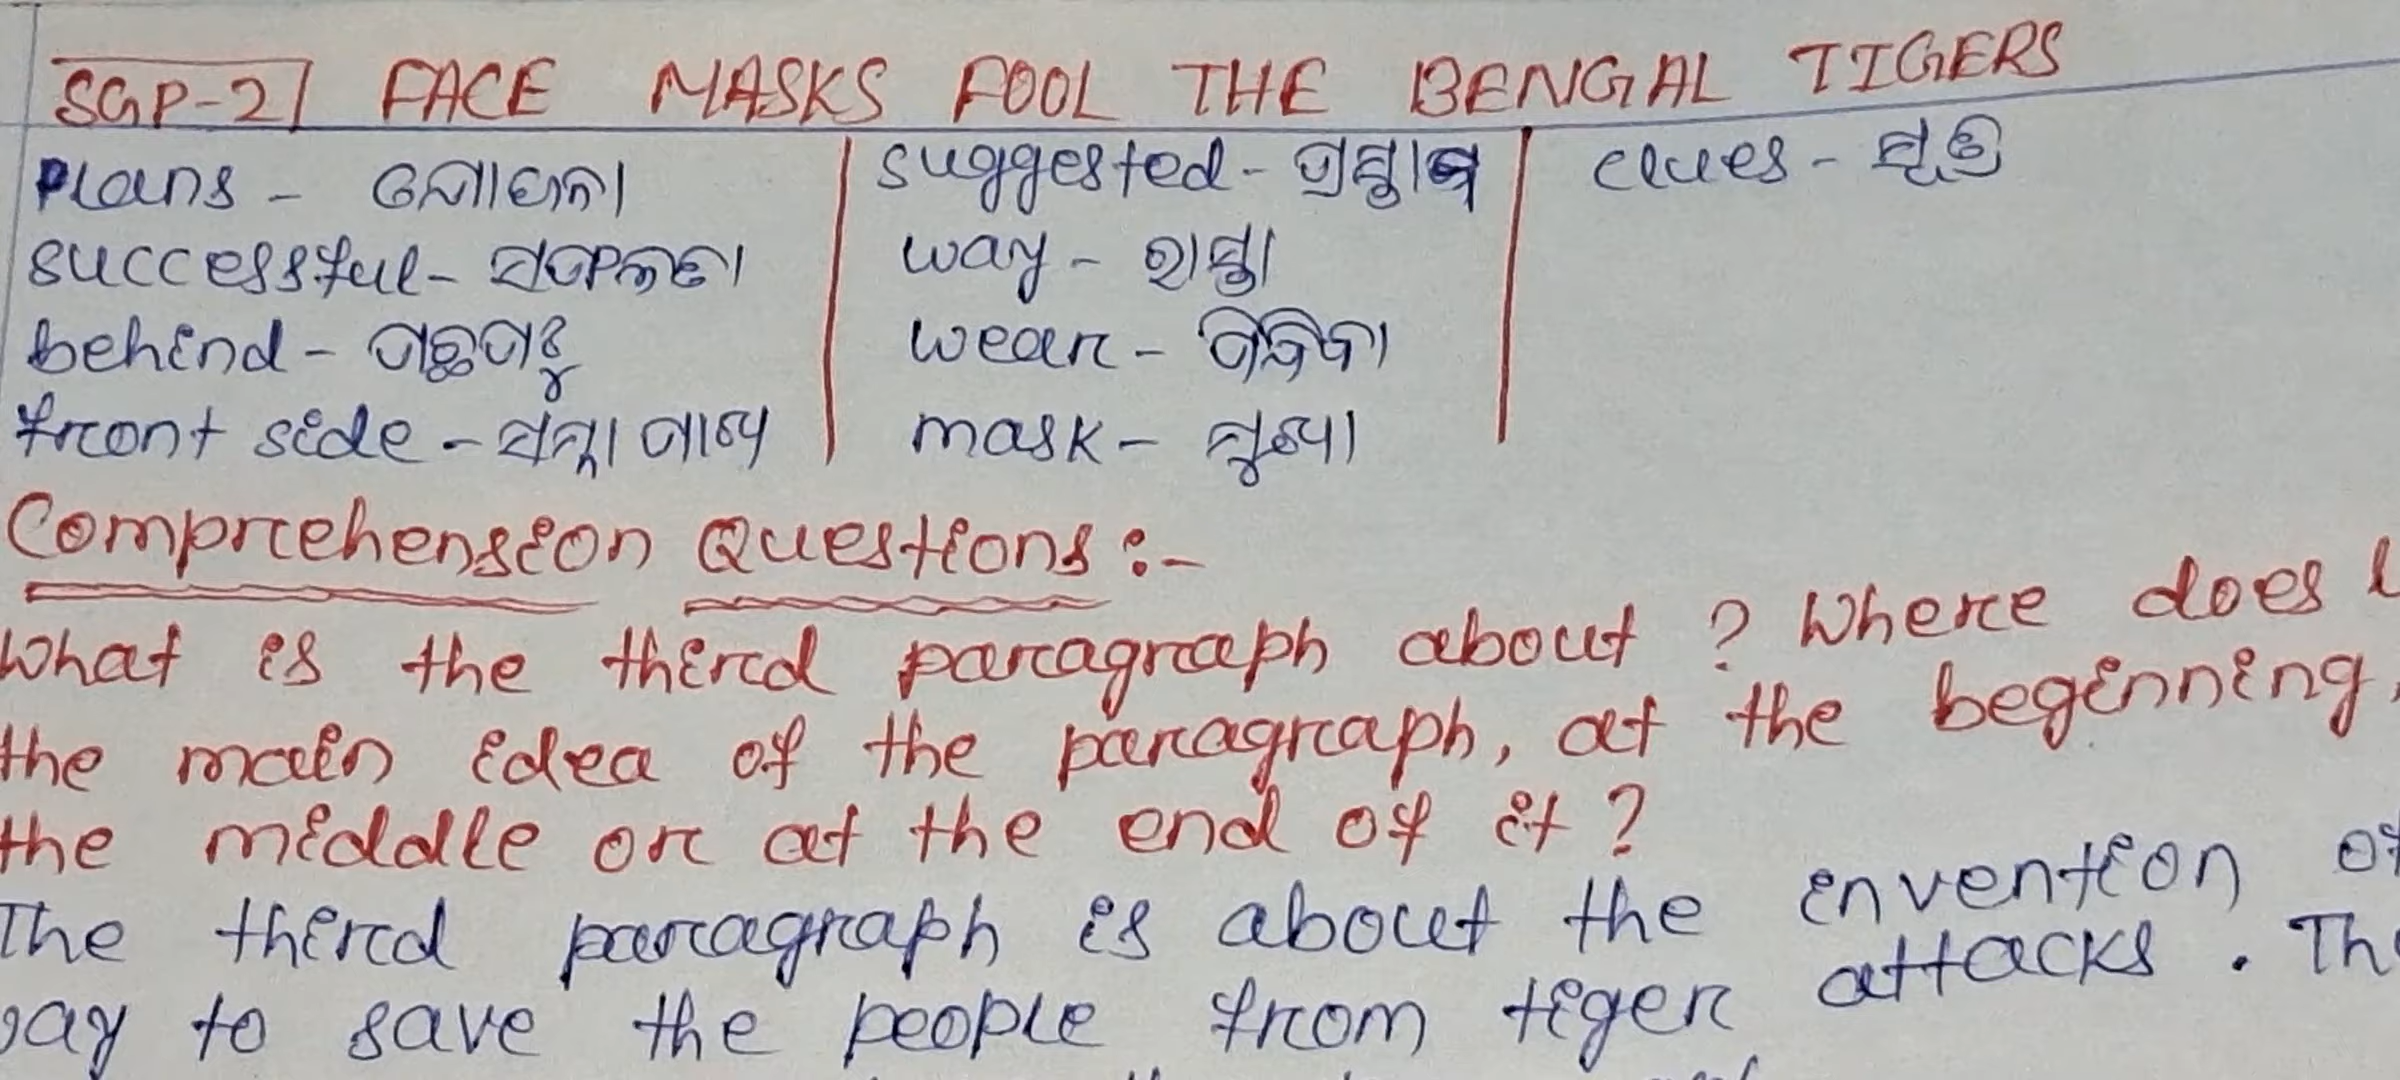 SGP-2 FACE MASKS FOOL THE BENGAL TIGERS
Plans - ଯୋଜନା
successful - ସଫଳତା
behind - ପଛପଟୁ
front side - ସାମ୍ନା ପାଖ
suggested - ପ୍ରସ୍ତାବ
way - ରାସ୍ତା
wear - ପିନ୍ଧିବା
mask - ମୁଖା
clues - ସୂତ୍ର
Comprehension Questions :-
What is the third paragraph about ? Where does
the main idea of the paragraph, at the beginning,
the middle or at the end of it ?
The third paragraph is about the invention of
way to save the people from tiger attacks . The